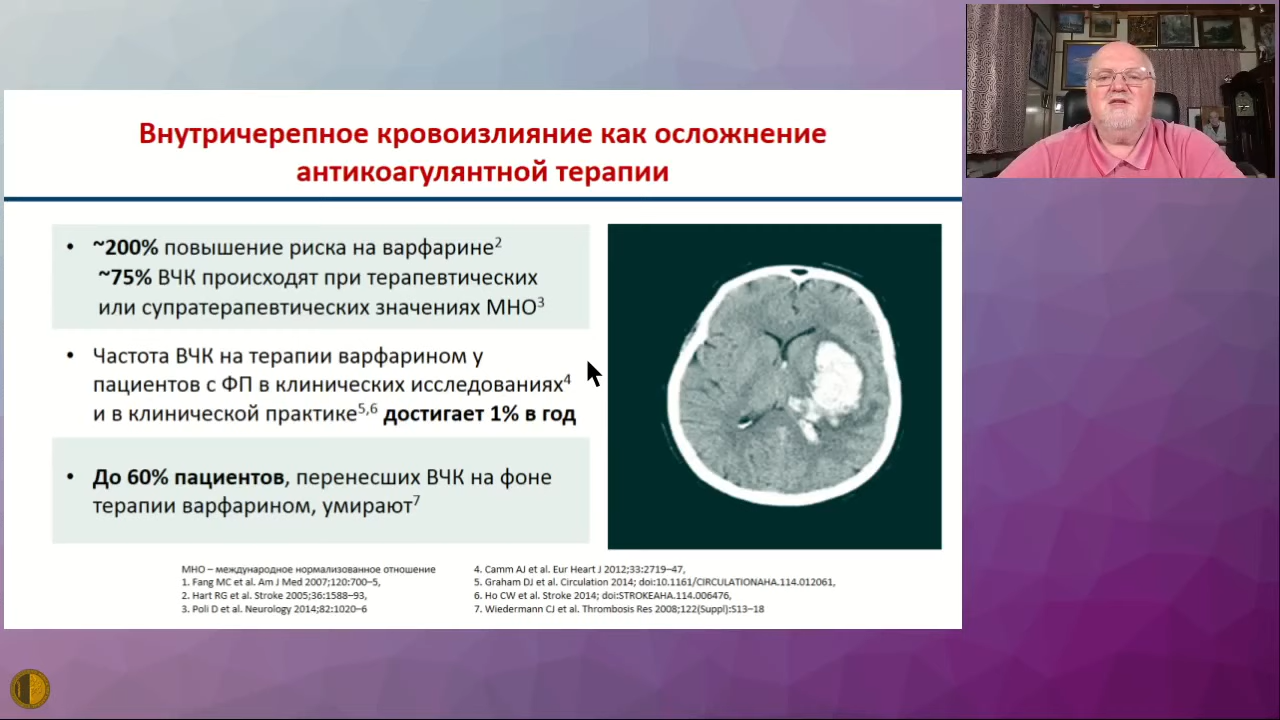 Внутричерепное кровоизлияние как осложнение
антикоагулянтной терапии
• ~200% повышение риска на варфарине2
~75% ВЧК происходят при терапевтических
или супратерапевтических значениях МНО3
• Частота ВЧК на терапии варфарином у
пациентов с ФП в клинических исследованиях4
и в клинической практике5,6 достигает 1% в год
• До 60% пациентов, перенесших ВЧК на фоне
терапии варфарином, умирают7
МНО – международное нормализованное отношение
1. Fang MC et al. Am J Med 2007;120:700–5,
2. Hart RG et al. Stroke 2005;36:1588–93,
3. Poli D et al. Neurology 2014;82:1020–6
4. Camm AJ et al. Eur Heart J 2012;33:2719–47,
5. Graham DJ et al. Circulation 2014; doi:10.1161/CIRCULATIONAHA.114.012061,
6. Ho CW et al. Stroke 2014; doi:STROKEAHA.114.006476,
7. Wiedermann CJ et al. Thrombosis Res 2008;122(Suppl):S13–18